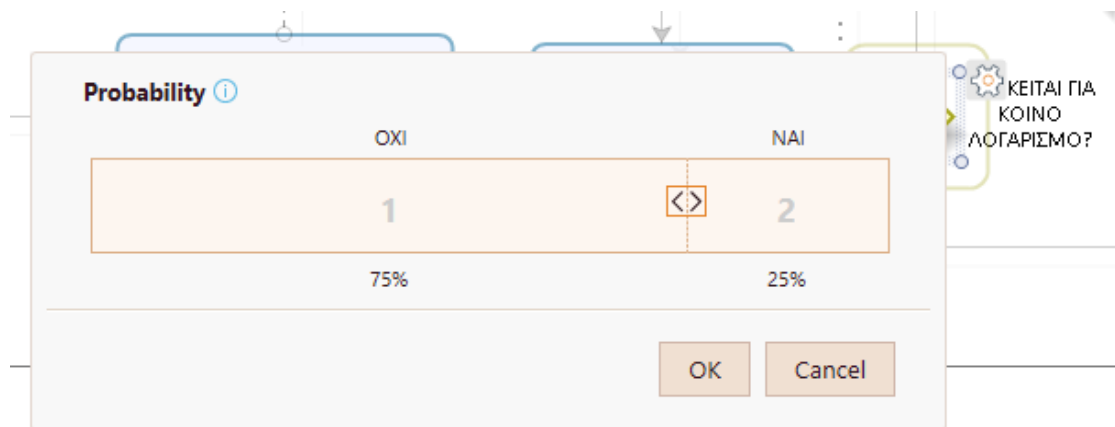 Probability
ΟΧΙ
ΝΑΙ
1
2
75%
25%
OK
Cancel
ΚΕΙΤΑΙ ΓΙΑ
ΚΟΙΝΟ
ΛΟΓΑΡΙΣΜΟ?